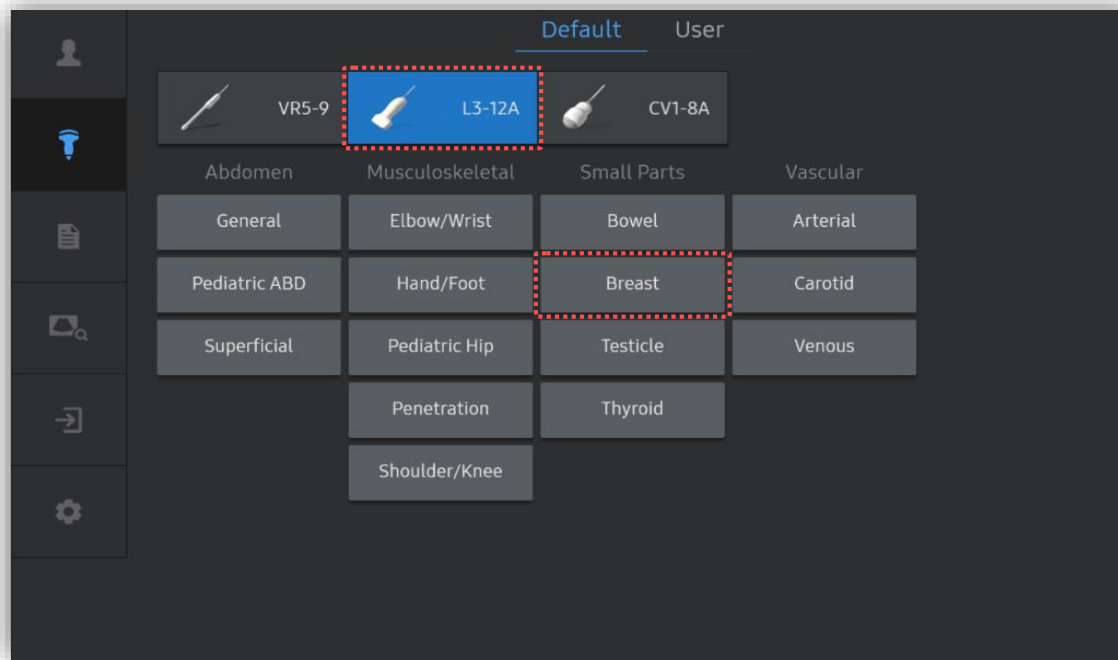 Default User
VR5-9 L3-12A CV1-8A
Abdomen Musculoskeletal Small Parts Vascular
General Elbow/Wrist Bowel Arterial
Pediatric ABD Hand/Foot Breast Carotid
Superficial Pediatric Hip Testicle Venous
Penetration Thyroid
Shoulder/Knee